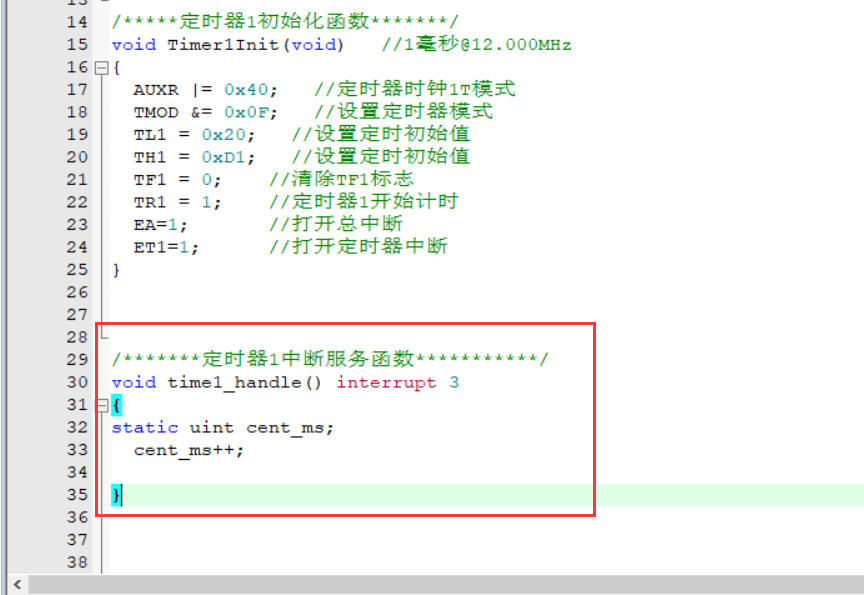 13
14 /*****定时器1初始化函数*******/
15 void Timer1Init(void)   //1毫秒@12.000MHz
16 {
17   AUXR |= 0x40;   //定时器时钟1T模式
18   TMOD &= 0x0F;   //设置定时器模式
19   TL1 = 0x20;   //设置定时初始值
20   TH1 = 0xD1;   //设置定时初始值
21   TF1 = 0;    //清除TF1标志
22   TR1 = 1;    //定时器1开始计时
23   EA=1;       //打开总中断
24   ET1=1;      //打开定时器中断
25 }
26
27
28
29 /*******定时器1中断服务函数***********/
30 void time1_handle() interrupt 3
31 {
32 static uint cent_ms;
33   cent_ms++;
34
35 }
36
37
38